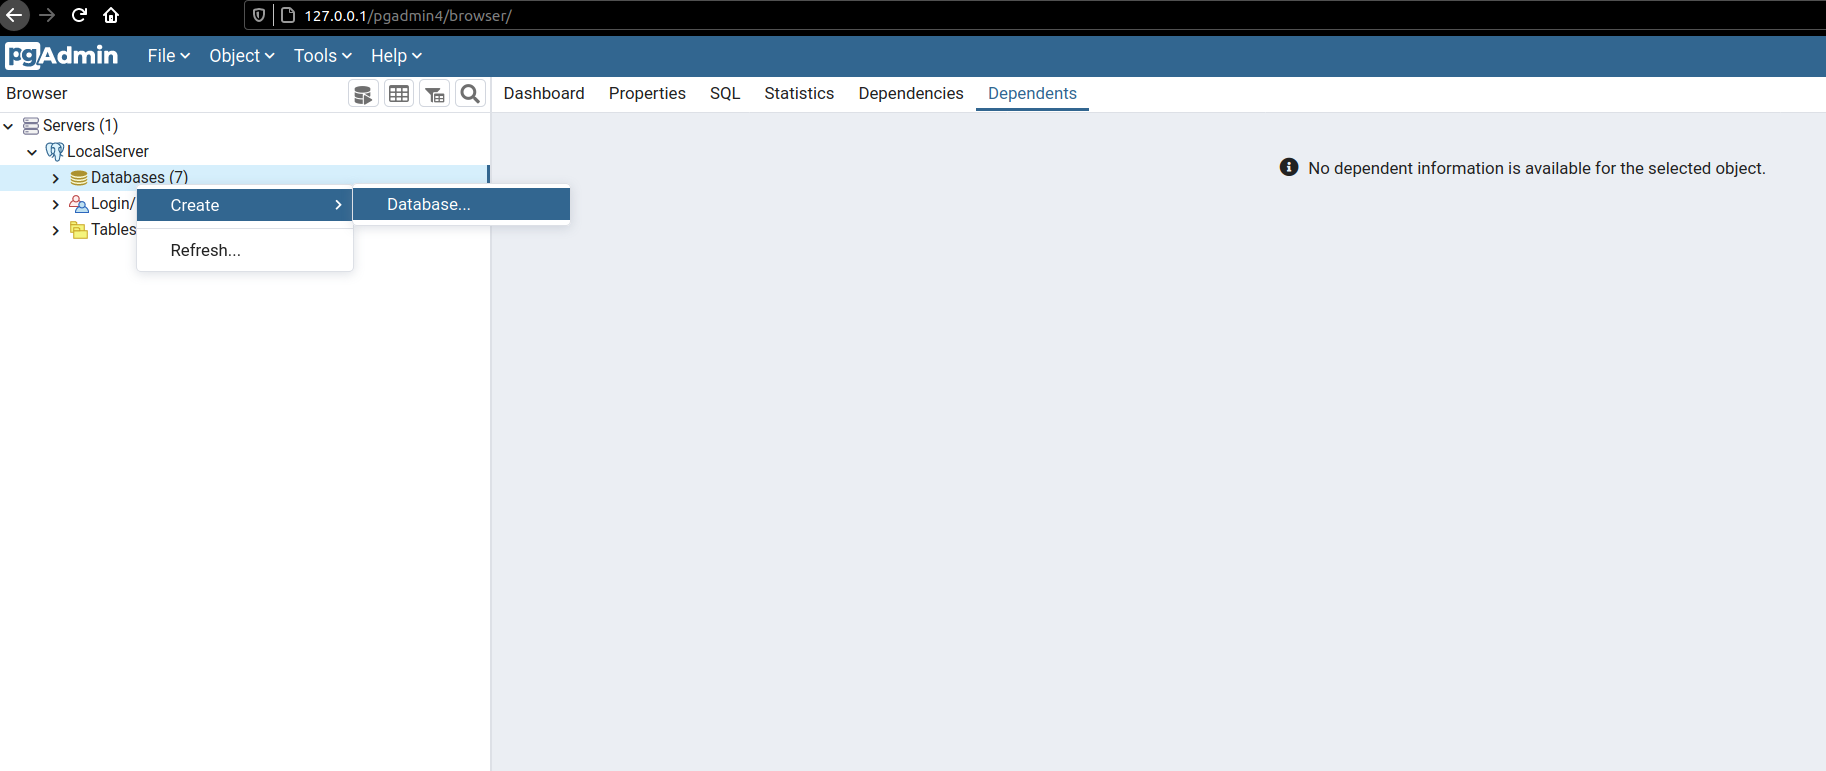 127.0.0.1/pgadmin4/browser/
pgAdmin File Object Tools Help
Browser Dashboard Properties SQL Statistics Dependencies Dependents
Servers (1)
LocalServer
No dependent information is available for the selected object.
Databases (7)
Login/
Create Database...
Tables
Refresh...